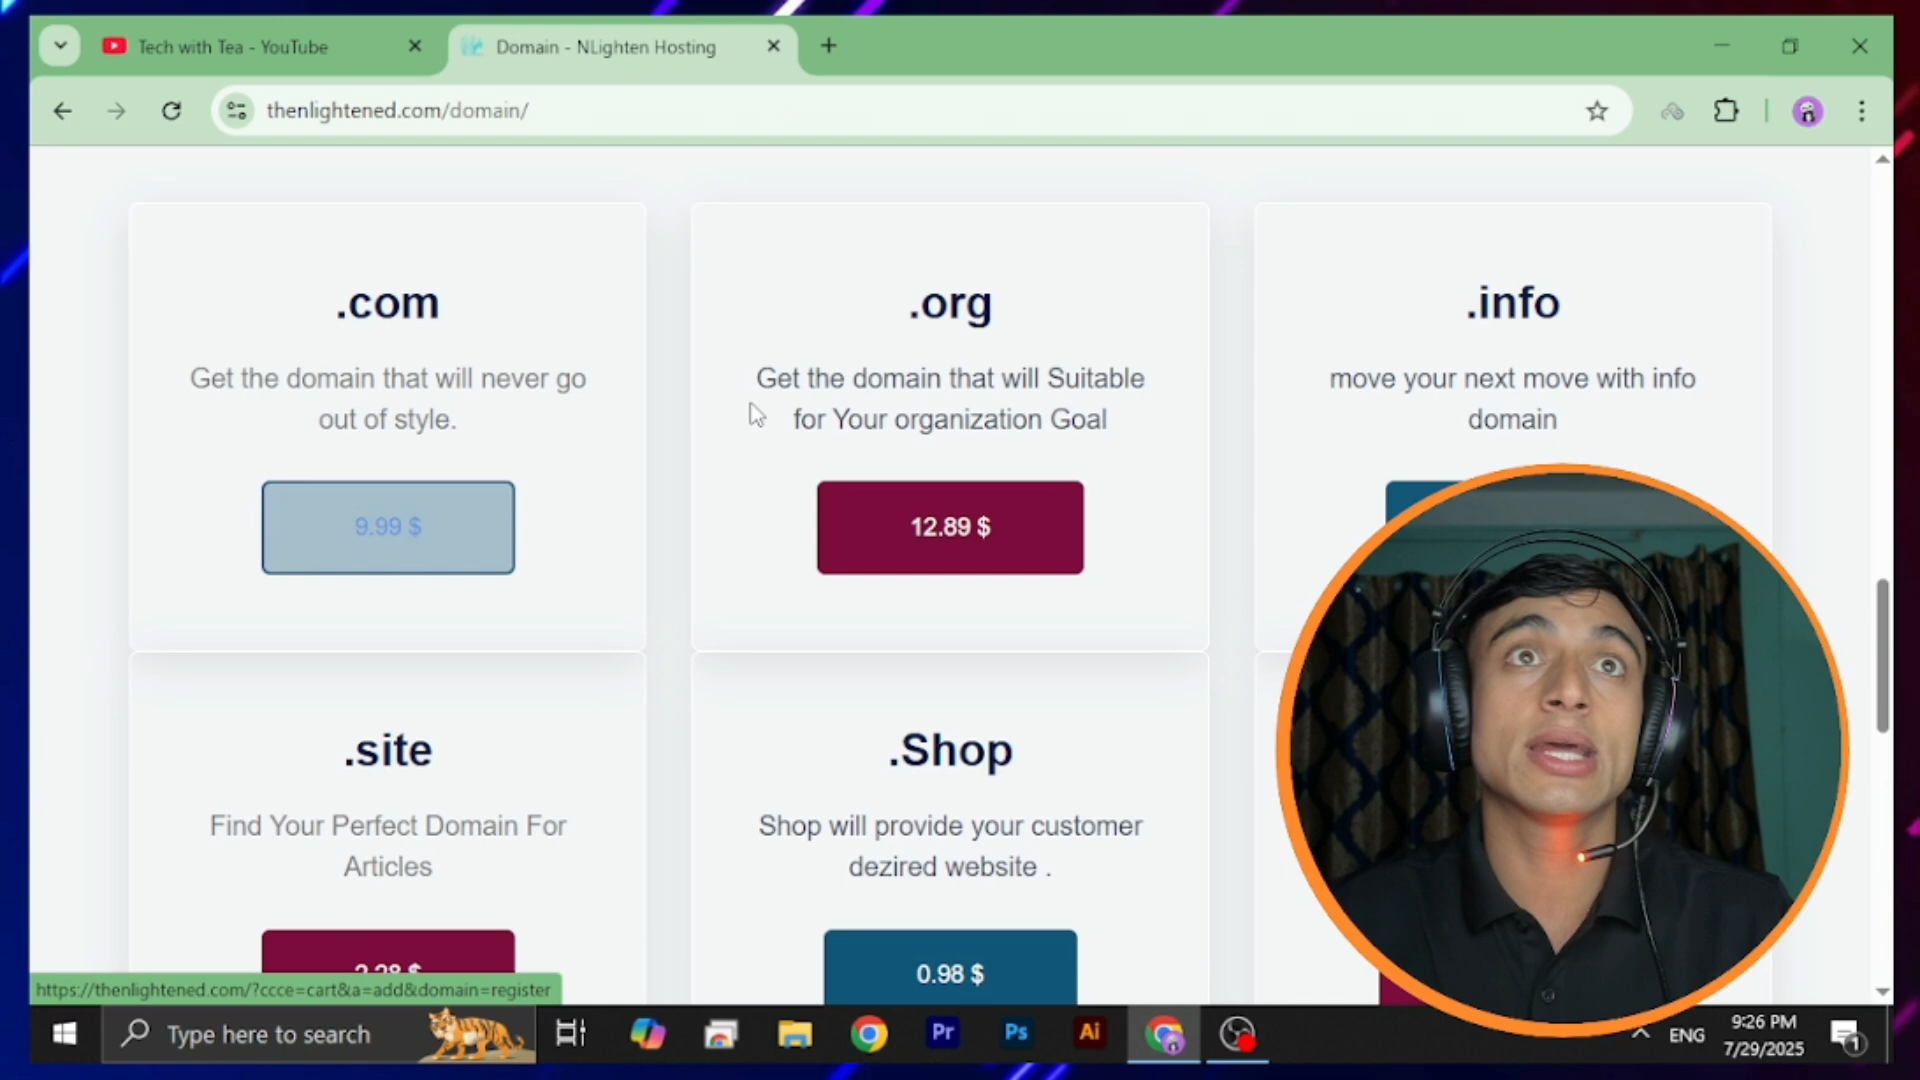 Tech with Tea - YouTube
Domain - NLighten Hosting
thenlightened.com/domain/
.com
Get the domain that will never go
out of style.
9.99 $
.org
Get the domain that will Suitable
for Your organization Goal
12.89 $
.info
move your next move with info
domain
.site
Find Your Perfect Domain For
Articles
2.28 $
.Shop
Shop will provide your customer
dezired website .
0.98 $
https://thenlightened.com/?ccce=cart&a=add&domain=register
Type here to search
Pr
Ps
Ai
ENG
9:26 PM
7/29/2025
1